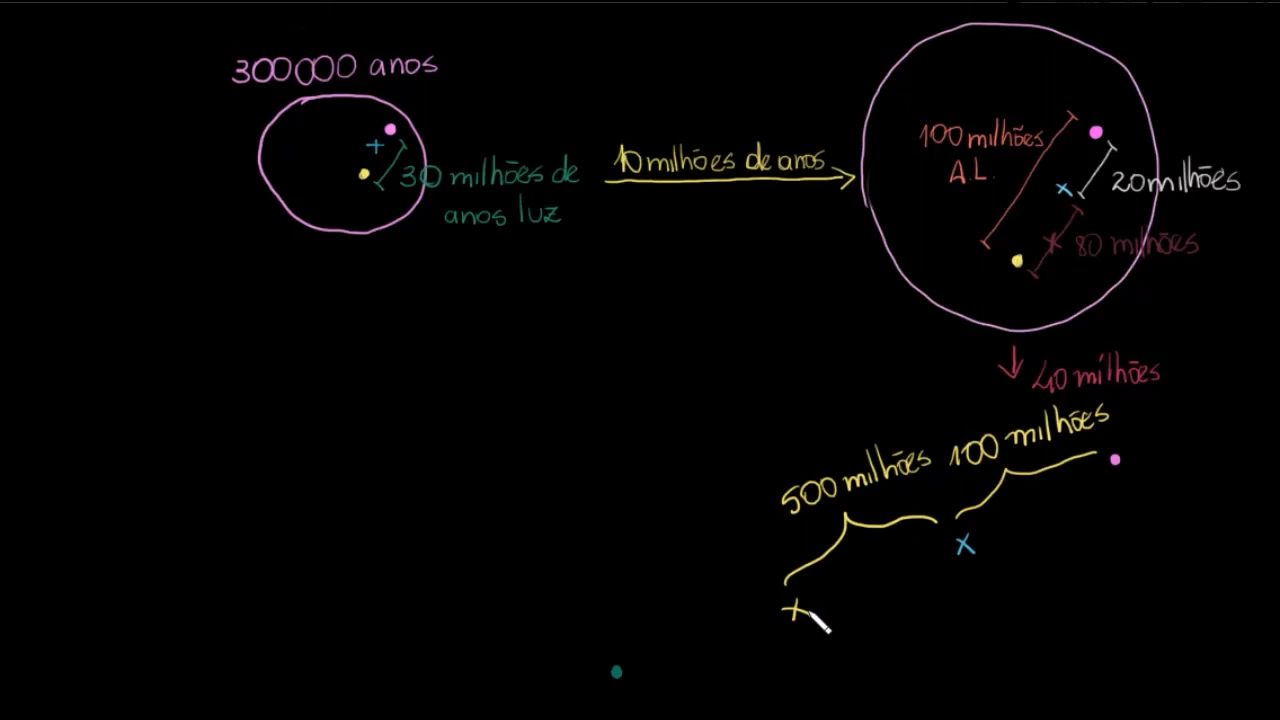 300000 anos
30 milhões de
anos luz
10 milhões de anos
100 milhões
A.L.
20 milhões
80 milhões
40 milhões
500 milhões 100 milhões